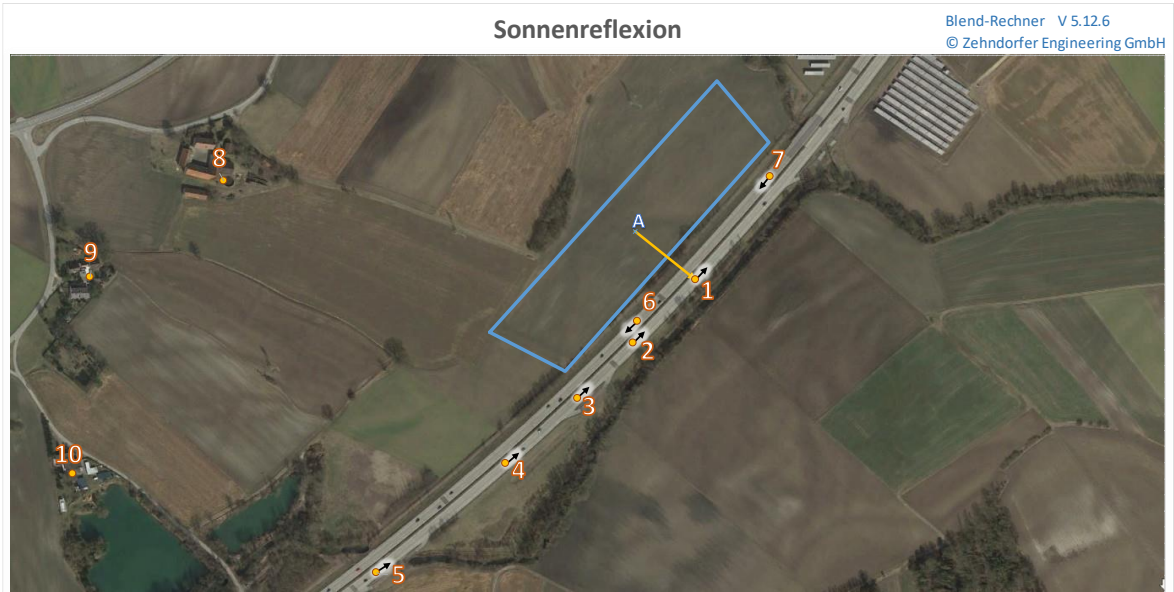 Sonnenreflexion
Blend-Rechner V 5.12.6
© Zehndorfer Engineering GmbH
8
7
A
9
1
6
2
3
10
4
5